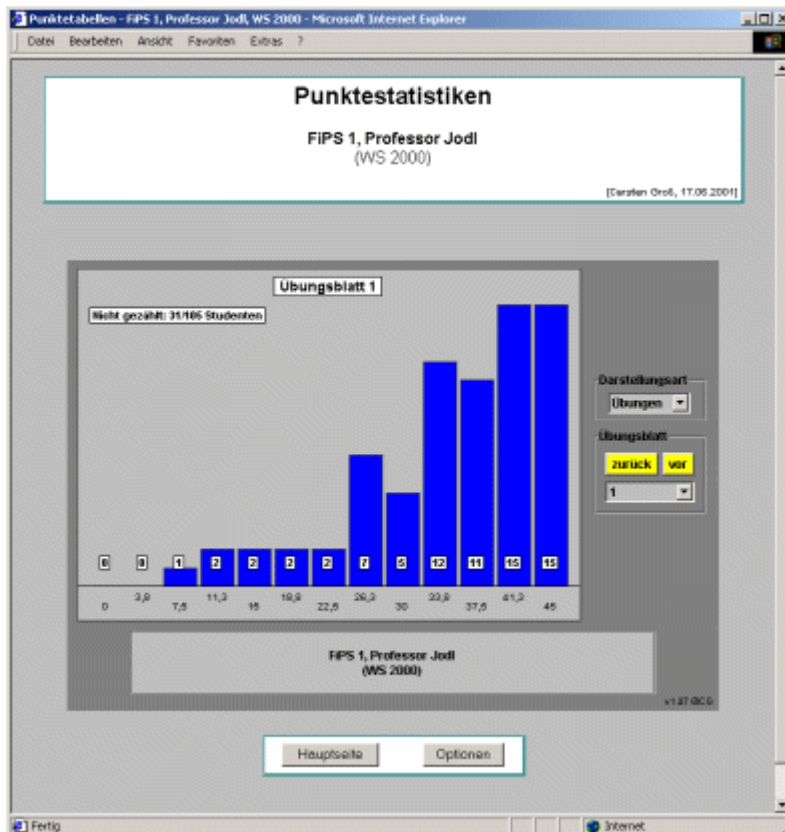 Punktetabellen - FiPS 1, Professor Jodl, WS 2000 - Microsoft Internet Explorer
Datei Bearbeiten Ansicht Favoriten Extras ?
Punktestatistiken
FiPS 1, Professor Jodl
(WS 2000)
[Carsten Groß, 17.06.2001]
Übungsblatt 1
Nicht gezählt: 31/105 Studenten
Darstellungsart
Übungen
Übungsblatt
zurück vor
1
0 0 1 2 2 2 2 7 5 12 11 15 15
0 3,8 7,5 11,3 15 18,8 22,5 26,3 30 33,8 37,5 41,3 45
FiPS 1, Professor Jodl
(WS 2000)
Hauptseite Optionen
Fertig Internet